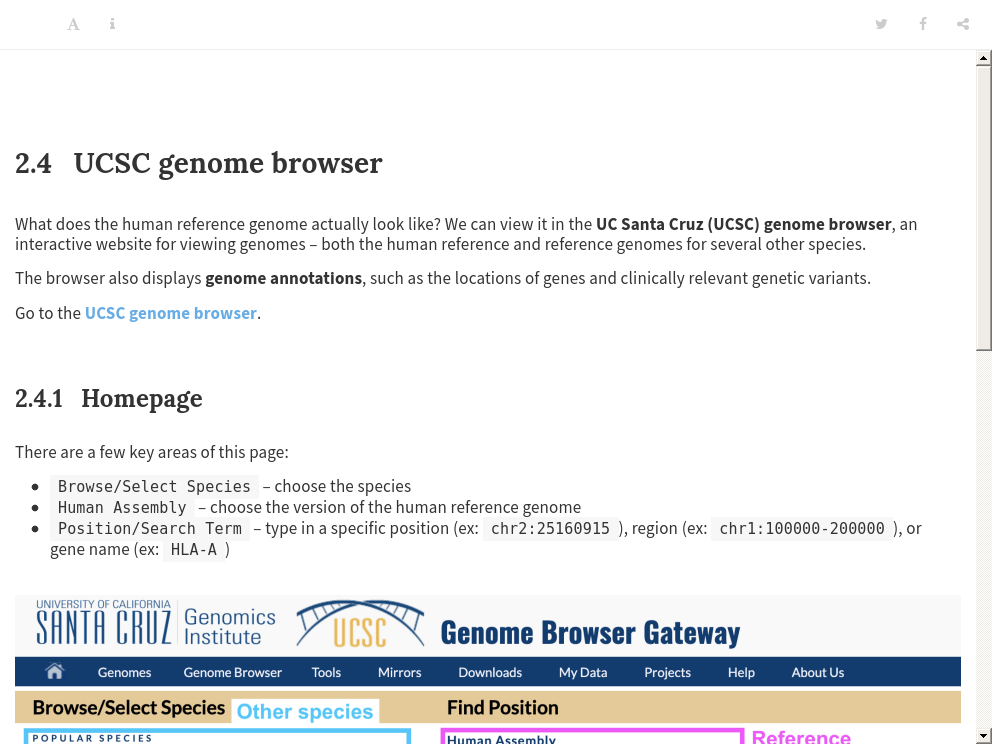 2.4 UCSC genome browser
What does the human reference genome actually look like? We can view it in the UC Santa Cruz (UCSC) genome browser, an
interactive website for viewing genomes – both the human reference and reference genomes for several other species.
The browser also displays genome annotations, such as the locations of genes and clinically relevant genetic variants.
Go to the UCSC genome browser.
2.4.1 Homepage
There are a few key areas of this page:
• Browse/Select Species – choose the species
• Human Assembly – choose the version of the human reference genome
• Position/Search Term – type in a specific position (ex: chr2:25160915 ), region (ex: chr1:100000-200000 ), or
gene name (ex: HLA-A )
UNIVERSITY OF CALIFORNIA
SANTA CRUZ Genomics Institute UCSC Genome Browser Gateway
Genomes Genome Browser Tools Mirrors Downloads My Data Projects Help About Us
Browse/Select Species Other species Find Position
POPULAR SPECIES Human Assembly Reference